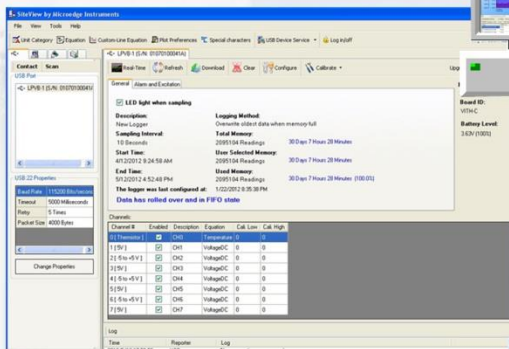 SiteView by Microedge Instruments
File View Tools Help
Unit Category Equation Custom-Line Equation Plot Preferences Special characters USB Device Service Log in/off
LPVB-1 (S/N: 01070100041A)
Real-Time Refresh Download Clear Configure Calibrate
Contact Scan
USB Port
LPVB-1 (S/N: 01070100041A
General Alarm and Excitation
LED light when sampling
Description: Logging Method:
New Logger Overwrite oldest data when memory full
Sampling Interval: Total Memory:
10 Seconds 2095104 Readings 30 Days 7 Hours 28 Minutes
Start Time: User Selected Memory:
4/12/2012 9:24:58 AM 2095104 Readings 30 Days 7 Hours 28 Minutes
End Time: Used Memory:
5/12/2012 4:52:48 PM 2095104 Readings 30 Days 7 Hours 28 Minutes (100.0%)
The logger was last configured at: 1/22/2012 8:35:38 PM
Data has rolled over and in FIFO state
Board ID:
VITH-C
Battery Level:
3.63V (100%)
USB 22 Properties
Baud Rate 115200 Bits/second
Timeout 5000 Milliseconds
Retry 5 Times
Packet Size 4000 Bytes
Change Properties
Channels:
Channel # Enabled Description Equation Cali. Low Cali. High
0 [ Thermistor ] CH0 Temperature 0 0
1 [ 5V ] CH1 VoltageDC 0 0
2 [ -5 to +5 V ] CH2 VoltageDC 0 0
3 [ 5V ] CH3 VoltageDC 0 0
4 [ -5 to +5 V ] CH4 VoltageDC 0 0
5 [ 5V ] CH5 VoltageDC 0 0
6 [ -5 to +5 V ] CH6 VoltageDC 0 0
7 [ 5V ] CH7 VoltageDC 0 0
Log
Time Reporter Log